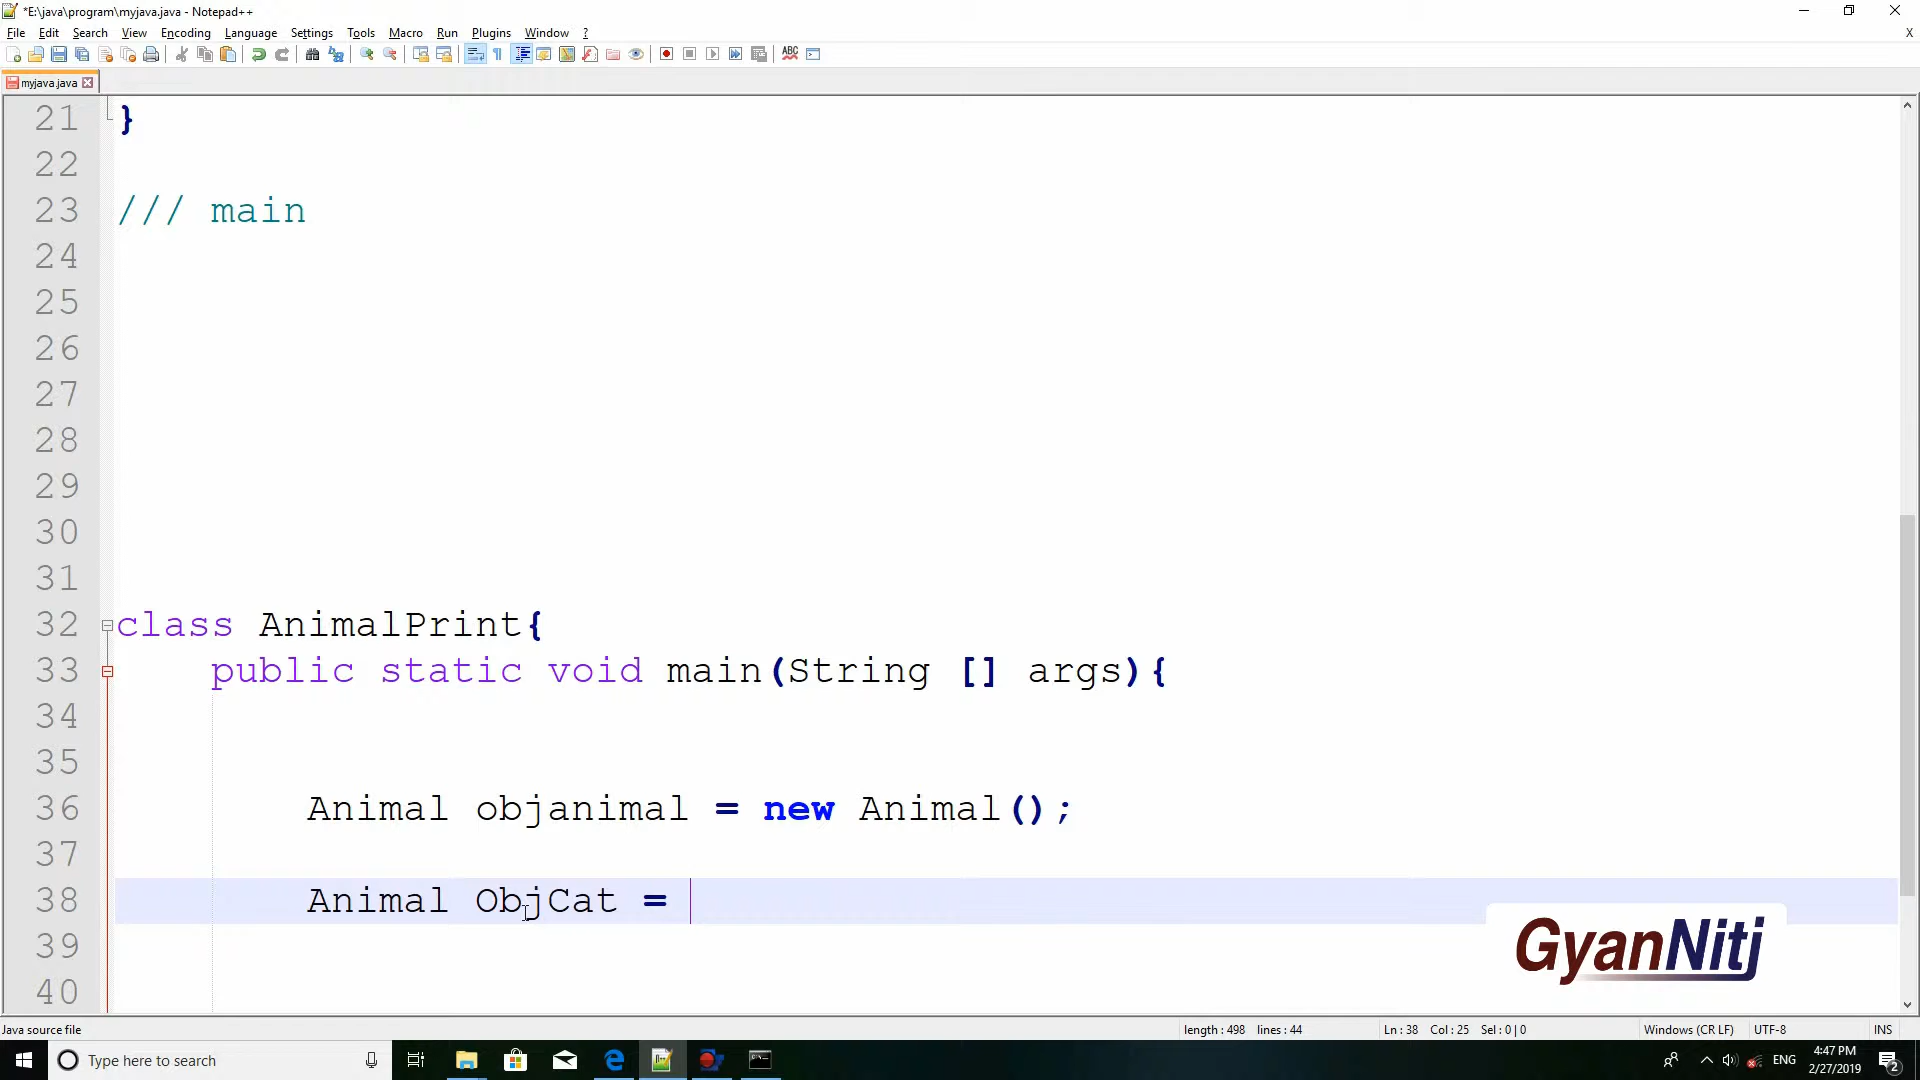 *E:\java\program\myjava.java - Notepad++
File Edit Search View Encoding Language Settings Tools Macro Run Plugins Window ? X
myjava.java
21 }
22
23 /// main
24
25
26
27
28
29
30
31
32 class AnimalPrint{
33 public static void main(String [] args){
34
35
36 Animal objanimal = new Animal();
37
38 Animal ObjCat =
39
40
GyanNitj
Java source file length : 498 lines : 44 Ln : 38 Col : 25 Sel : 0 | 0 Windows (CR LF) UTF-8 INS
Type here to search ENG 4:47 PM
2/27/2019 2